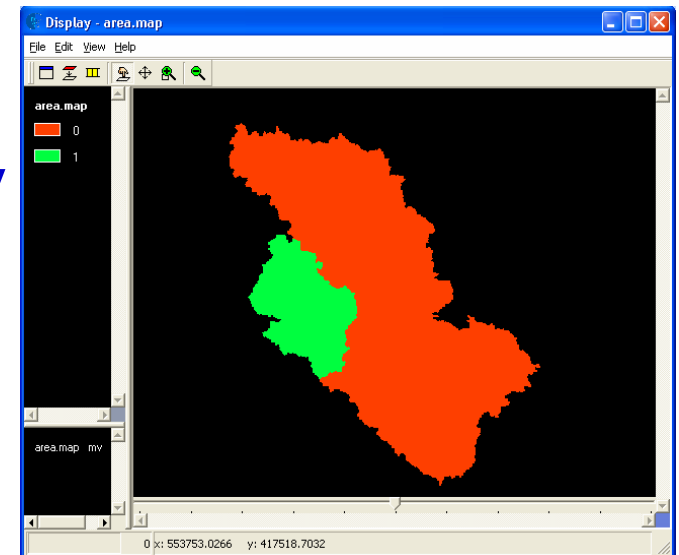 Display - area.map
File Edit View Help
area.map
0
1
area.map mv
0 x: 553753.0266 y: 417518.7032